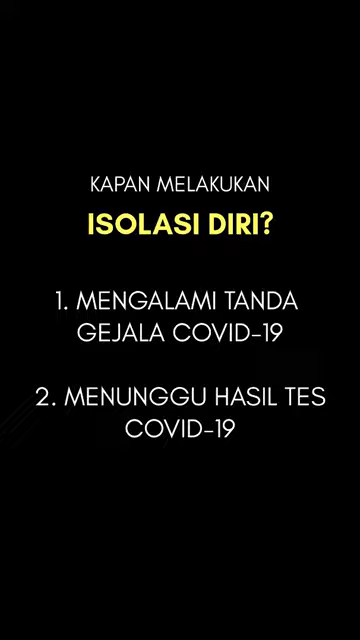 KAPAN MELAKUKAN
ISOLASI DIRI?
1. MENGALAMI TANDA
GEJALA COVID-19
2. MENUNGGU HASIL TES
COVID-19